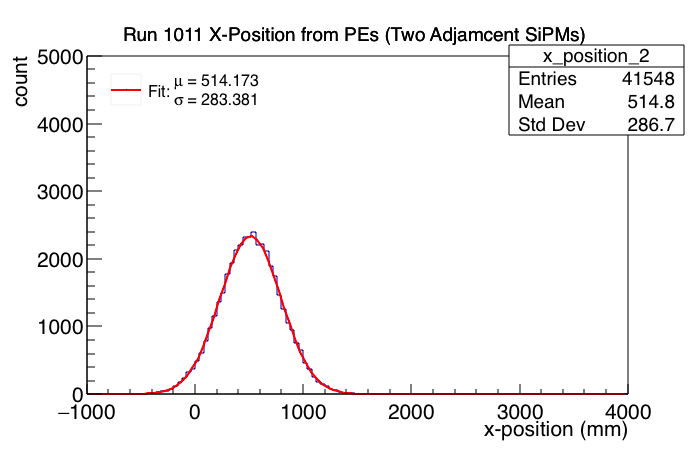 Run 1011 X-Position from PEs (Two Adjamcent SiPMs)
x_position_2
Entries 41548
Mean 514.8
Std Dev 286.7
Fit: μ = 514.173
σ = 283.381
count
5000
4000
3000
2000
1000
0
−1000 0 1000 2000 3000 4000
x-position (mm)